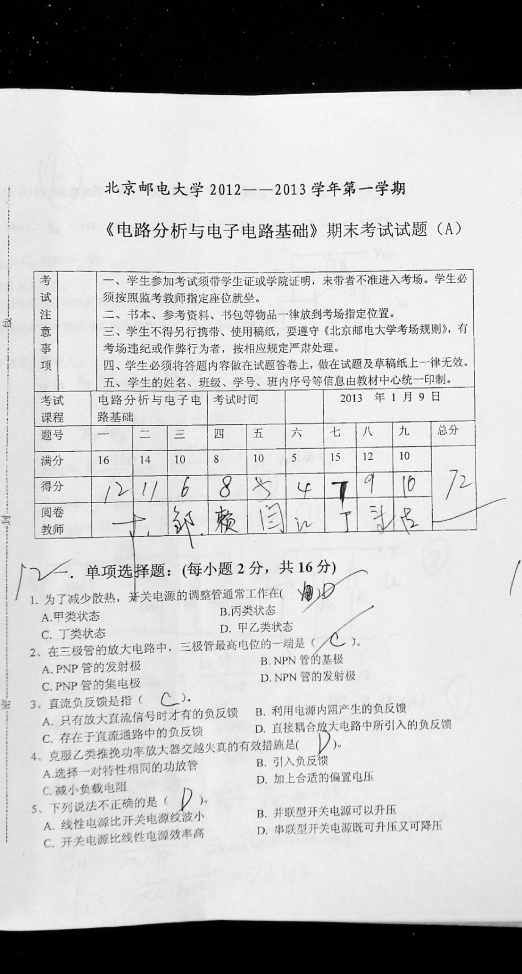 北京邮电大学 2012——2013 学年第一学期
《电路分析与电子电路基础》期末考试试题（A）
考试注意事项
一、学生参加考试须带学生证或学院证明，未带者不准进入考场。学生必
须按照监考教师指定座位就坐。
二、书本、参考资料、书包等物品一律放到考场指定位置。
三、学生不得另行携带、使用稿纸，要遵守《北京邮电大学考场规则》，有
考场违纪或作弊行为者，按相应规定严肃处理。
四、学生必须将答题内容做在试题答卷上，做在试题及草稿纸上一律无效。
五、学生的姓名、班级、学号、班内序号等信息由教材中心统一印制。
考试课程 电路分析与电子电路基础 考试时间 2013 年 1 月 9 日
题号 一 二 三 四 五 六 七 八 九 总分
满分 16 14 10 8 10 5 15 12 10
得分 12 11 6 8 5 4 7 9 10 72
阅卷教师 邹 赖 闫
12 一．单项选择题：(每小题 2 分，共 16 分)
1. 为了减少散热，开关电源的调整管通常工作在( D
A.甲类状态 B.丙类状态
C. 丁类状态 D. 甲乙类状态
2、在三极管的放大电路中，三极管最高电位的一端是（ C ）。
A. PNP 管的发射极 B. NPN 管的基极
C. PNP 管的集电极 D. NPN 管的发射极
3、直流负反馈是指（ C ）。
A. 只有放大直流信号时才有的负反馈 B. 利用电源内阻产生的负反馈
C. 存在于直流通路中的负反馈 D. 直接耦合放大电路中所引入的负反馈
4、克服乙类推挽功率放大器交越失真的有效措施是( D )。
A.选择一对特性相同的功放管 B. 引入负反馈
C. 减小负载电阻 D. 加上合适的偏置电压
5、下列说法不正确的是（ D ）。
A. 线性电源比开关电源纹波小 B. 并联型开关电源可以升压
C. 开关电源比线性电源效率高 D. 串联型开关电源既可升压又可降压